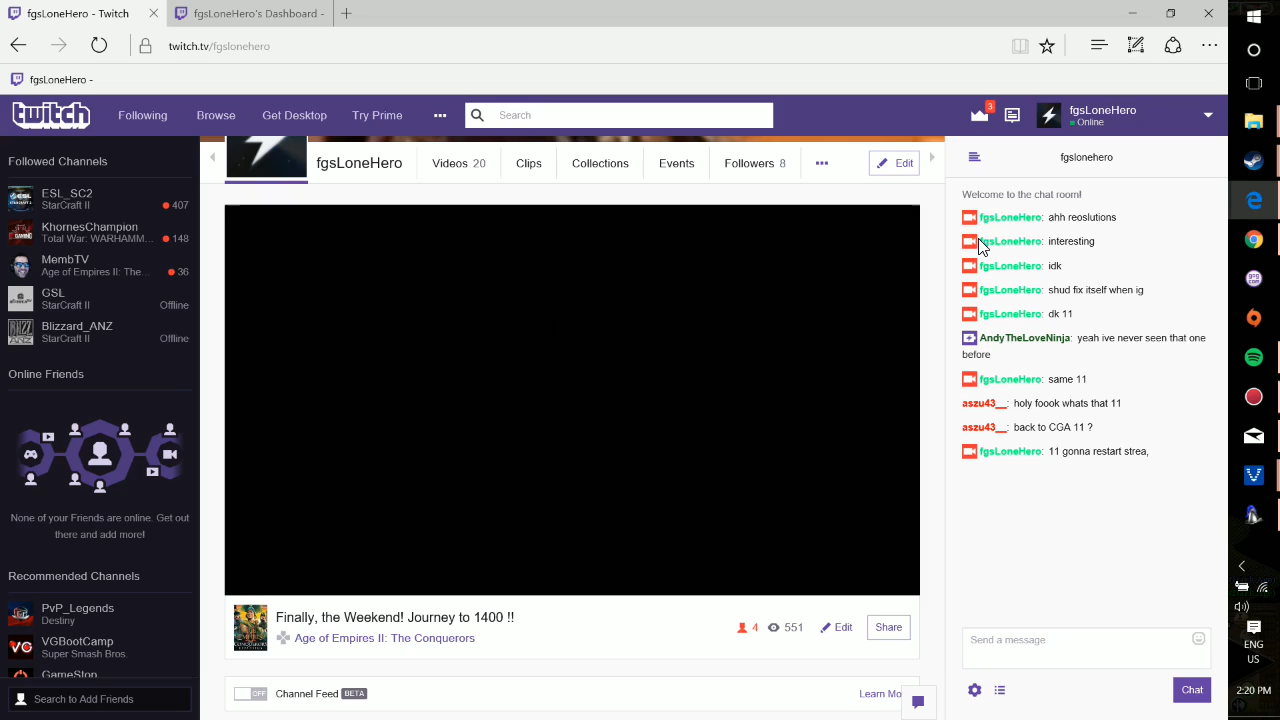 fgsLoneHero - Twitch
fgsLoneHero's Dashboard -
twitch.tv/fgslonehero
fgsLoneHero -
twitch
Following
Browse
Get Desktop
Try Prime
Search
3
fgsLoneHero
Online
Followed Channels
ESL_SC2
StarCraft II
407
KhornesChampion
Total War: WARHAMM...
148
MembTV
Age of Empires II: The...
36
GSL
StarCraft II
Offline
Blizzard_ANZ
StarCraft II
Offline
Online Friends
None of your Friends are online. Get out
there and add more!
Recommended Channels
PvP_Legends
Destiny
VGBootCamp
Super Smash Bros.
GameStop
Search to Add Friends
fgsLoneHero
Videos 20
Clips
Collections
Events
Followers 8
Edit
Finally, the Weekend! Journey to 1400 !!
Age of Empires II: The Conquerors
4
551
Edit
Share
OFF
Channel Feed BETA
Learn Mo
fgslonehero
Welcome to the chat room!
fgsLoneHero: ahh reoslutions
fgsLoneHero: interesting
fgsLoneHero: idk
fgsLoneHero: shud fix itself when ig
fgsLoneHero: dk 11
AndyTheLoveNinja: yeah ive never seen that one
before
fgsLoneHero: same 11
aszu43__: holy foook whats that 11
aszu43__: back to CGA 11 ?
fgsLoneHero: 11 gonna restart strea,
Send a message
Chat
ENG
US
2:20 PM